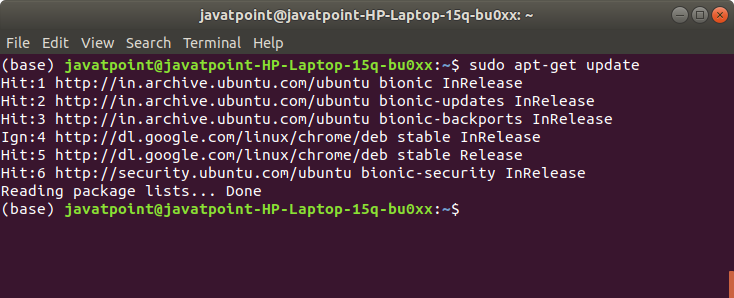 javatpoint@javatpoint-HP-Laptop-15q-bu0xx: ~
File Edit View Search Terminal Help
(base) javatpoint@javatpoint-HP-Laptop-15q-bu0xx:~$ sudo apt-get update
Hit:1 http://in.archive.ubuntu.com/ubuntu bionic InRelease
Hit:2 http://in.archive.ubuntu.com/ubuntu bionic-updates InRelease
Hit:3 http://in.archive.ubuntu.com/ubuntu bionic-backports InRelease
Ign:4 http://dl.google.com/linux/chrome/deb stable InRelease
Hit:5 http://dl.google.com/linux/chrome/deb stable Release
Hit:6 http://security.ubuntu.com/ubuntu bionic-security InRelease
Reading package lists... Done
(base) javatpoint@javatpoint-HP-Laptop-15q-bu0xx:~$